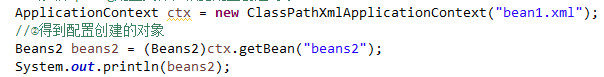 ApplicationContext ctx = new ClassPathXmlApplicationContext("bean1.xml");
//②得到配置创建的对象
Beans2 beans2 = (Beans2)ctx.getBean("beans2");
System.out.println(beans2);